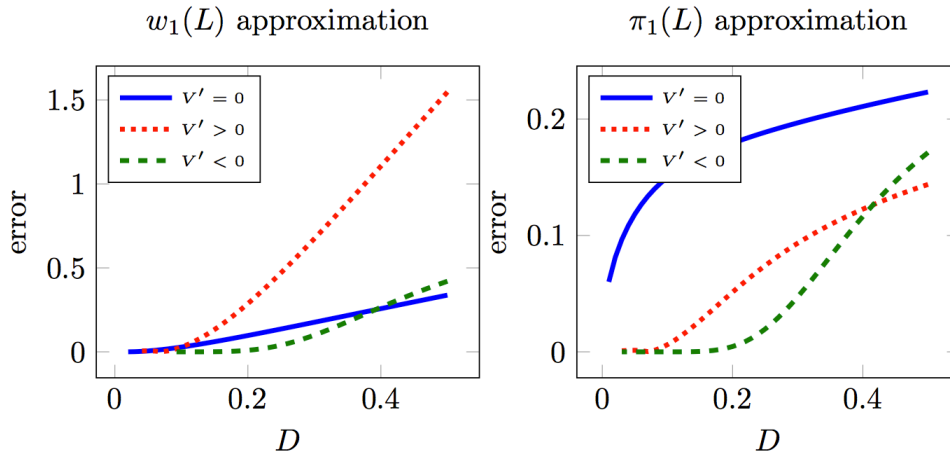 w₁(L) approximation
error
1.5
1
0.5
0
V′ = 0
V′ > 0
V′ < 0
0
0.2
0.4
D
π₁(L) approximation
error
0.2
0.1
0
V′ = 0
V′ > 0
V′ < 0
0
0.2
0.4
D